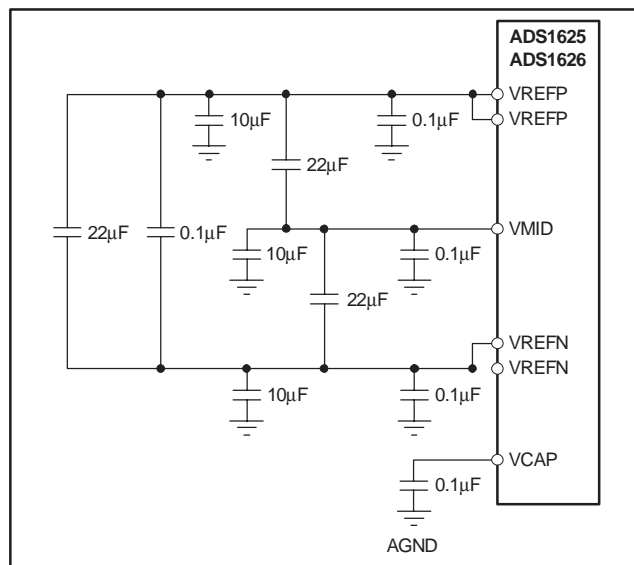 ADS1625
ADS1626
VREFP
VREFP
10µF
0.1µF
22µF
22µF
0.1µF
VMID
10µF
0.1µF
22µF
VREFN
VREFN
10µF
0.1µF
VCAP
0.1µF
AGND